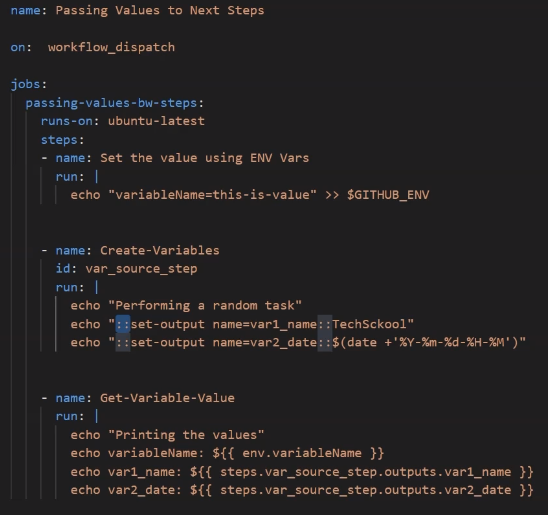 name: Passing Values to Next Steps
on:  workflow_dispatch
jobs:
passing-values-bw-steps:
runs-on: ubuntu-latest
steps:
- name: Set the value using ENV Vars
run: |
echo "variableName=this-is-value" >> $GITHUB_ENV
- name: Create-Variables
id: var_source_step
run: |
echo "Performing a random task"
echo "::set-output name=var1_name::TechSckool"
echo "::set-output name=var2_date::$(date +'%Y-%m-%d-%H-%M')"
- name: Get-Variable-Value
run: |
echo "Printing the values"
echo variableName: ${{ env.variableName }}
echo var1_name: ${{ steps.var_source_step.outputs.var1_name }}
echo var2_date: ${{ steps.var_source_step.outputs.var2_date }}